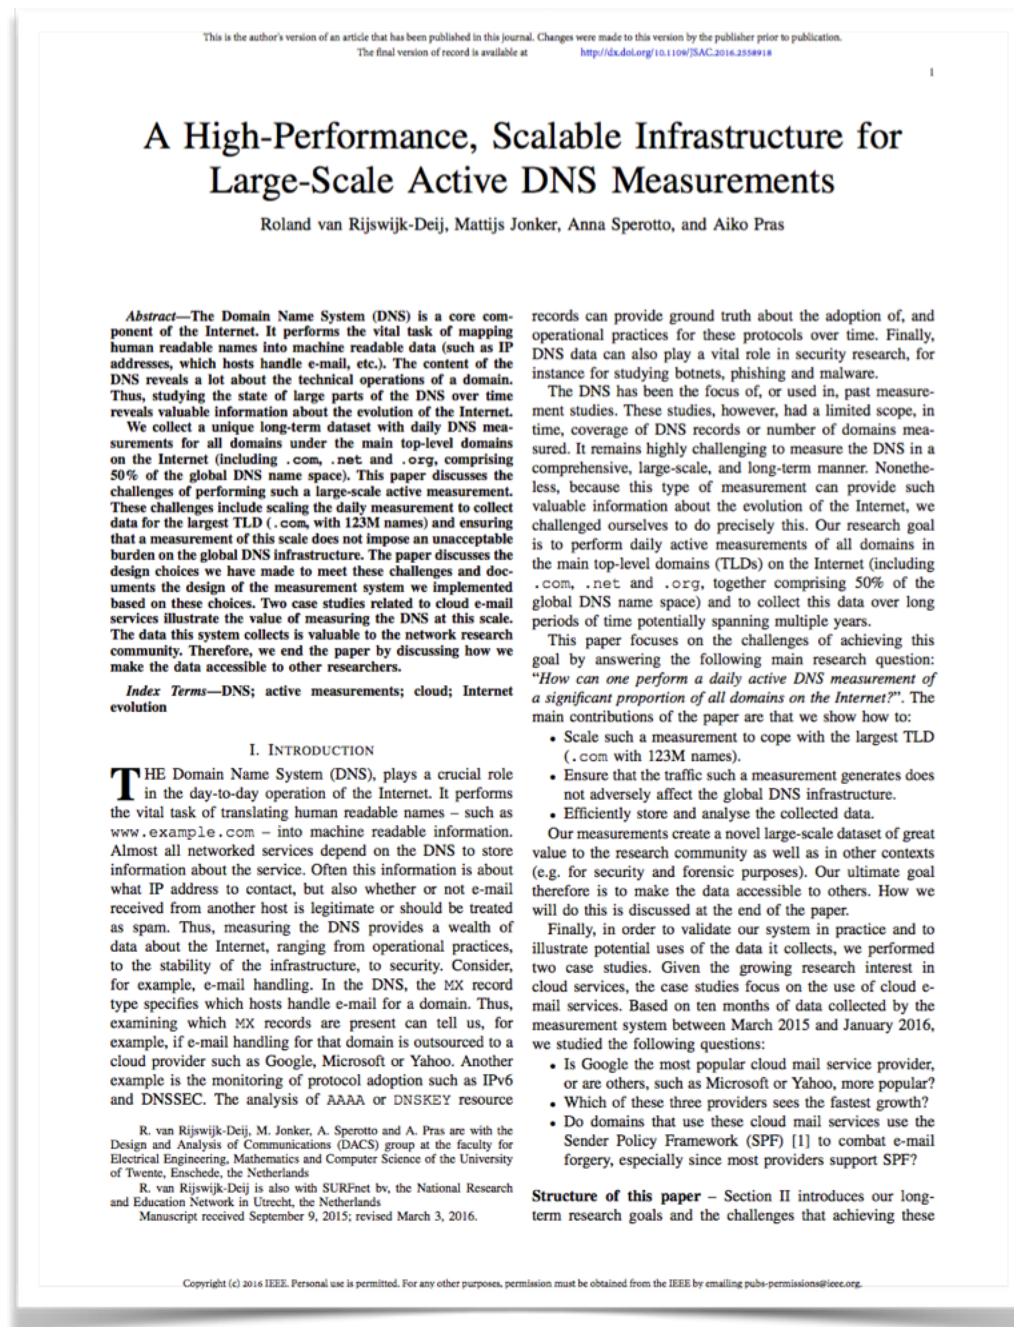 This is the author's version of an article that has been published in this journal. Changes were made to this version by the publisher prior to publication.
The final version of record is available at http://dx.doi.org/10.1109/JSAC.2016.2558918
1
A High-Performance, Scalable Infrastructure for
Large-Scale Active DNS Measurements
Roland van Rijswijk-Deij, Mattijs Jonker, Anna Sperotto, and Aiko Pras
Abstract—The Domain Name System (DNS) is a core com-
ponent of the Internet. It performs the vital task of mapping
human readable names into machine readable data (such as IP
addresses, which hosts handle e-mail, etc.). The content of the
DNS reveals a lot about the technical operations of a domain.
Thus, studying the state of large parts of the DNS over time
reveals valuable information about the evolution of the Internet.
We collect a unique long-term dataset with daily DNS mea-
surements for all domains under the main top-level domains
on the Internet (including .com, .net and .org, comprising
50% of the global DNS name space). This paper discusses the
challenges of performing such a large-scale active measurement.
These challenges include scaling the daily measurement to collect
data for the largest TLD (.com, with 123M names) and ensuring
that a measurement of this scale does not impose an unacceptable
burden on the global DNS infrastructure. The paper discusses the
design choices we have made to meet these challenges and doc-
uments the design of the measurement system we implemented
based on these choices. Two case studies related to cloud e-mail
services illustrate the value of measuring the DNS at this scale.
The data this system collects is valuable to the network research
community. Therefore, we end the paper by discussing how we
make the data accessible to other researchers.
Index Terms—DNS; active measurements; cloud; Internet
evolution
I. INTRODUCTION
THE Domain Name System (DNS), plays a crucial role
in the day-to-day operation of the Internet. It performs
the vital task of translating human readable names – such as
www.example.com – into machine readable information.
Almost all networked services depend on the DNS to store
information about the service. Often this information is about
what IP address to contact, but also whether or not e-mail
received from another host is legitimate or should be treated
as spam. Thus, measuring the DNS provides a wealth of
data about the Internet, ranging from operational practices,
to the stability of the infrastructure, to security. Consider,
for example, e-mail handling. In the DNS, the MX record
type specifies which hosts handle e-mail for a domain. Thus,
examining which MX records are present can tell us, for
example, if e-mail handling for that domain is outsourced to a
cloud provider such as Google, Microsoft or Yahoo. Another
example is the monitoring of protocol adoption such as IPv6
and DNSSEC. The analysis of AAAA or DNSKEY resource
R. van Rijswijk-Deij, M. Jonker, A. Sperotto and A. Pras are with the
Design and Analysis of Communications (DACS) group at the faculty for
Electrical Engineering, Mathematics and Computer Science of the University
of Twente, Enschede, the Netherlands
R. van Rijswijk-Deij is also with SURFnet bv, the National Research
and Education Network in Utrecht, the Netherlands
Manuscript received September 9, 2015; revised March 3, 2016.
records can provide ground truth about the adoption of, and
operational practices for these protocols over time. Finally,
DNS data can also play a vital role in security research, for
instance for studying botnets, phishing and malware.
The DNS has been the focus of, or used in, past measure-
ment studies. These studies, however, had a limited scope, in
time, coverage of DNS records or number of domains mea-
sured. It remains highly challenging to measure the DNS in a
comprehensive, large-scale, and long-term manner. Nonethe-
less, because this type of measurement can provide such
valuable information about the evolution of the Internet, we
challenged ourselves to do precisely this. Our research goal
is to perform daily active measurements of all domains in
the main top-level domains (TLDs) on the Internet (including
.com, .net and .org, together comprising 50% of the
global DNS name space) and to collect this data over long
periods of time potentially spanning multiple years.
This paper focuses on the challenges of achieving this
goal by answering the following main research question:
“How can one perform a daily active DNS measurement of
a significant proportion of all domains on the Internet?”. The
main contributions of the paper are that we show how to:
• Scale such a measurement to cope with the largest TLD
(.com with 123M names).
• Ensure that the traffic such a measurement generates does
not adversely affect the global DNS infrastructure.
• Efficiently store and analyse the collected data.
Our measurements create a novel large-scale dataset of great
value to the research community as well as in other contexts
(e.g. for security and forensic purposes). Our ultimate goal
therefore is to make the data accessible to others. How we
will do this is discussed at the end of the paper.
Finally, in order to validate our system in practice and to
illustrate potential uses of the data it collects, we performed
two case studies. Given the growing research interest in
cloud services, the case studies focus on the use of cloud e-
mail services. Based on ten months of data collected by the
measurement system between March 2015 and January 2016,
we studied the following questions:
• Is Google the most popular cloud mail service provider,
or are others, such as Microsoft or Yahoo, more popular?
• Which of these three providers sees the fastest growth?
• Do domains that use these cloud mail services use the
Sender Policy Framework (SPF) [1] to combat e-mail
forgery, especially since most providers support SPF?
Structure of this paper – Section II introduces our long-
term research goals and the challenges that achieving these
Copyright (c) 2016 IEEE. Personal use is permitted. For any other purposes, permission must be obtained from the IEEE by emailing pubs-permissions@ieee.org.